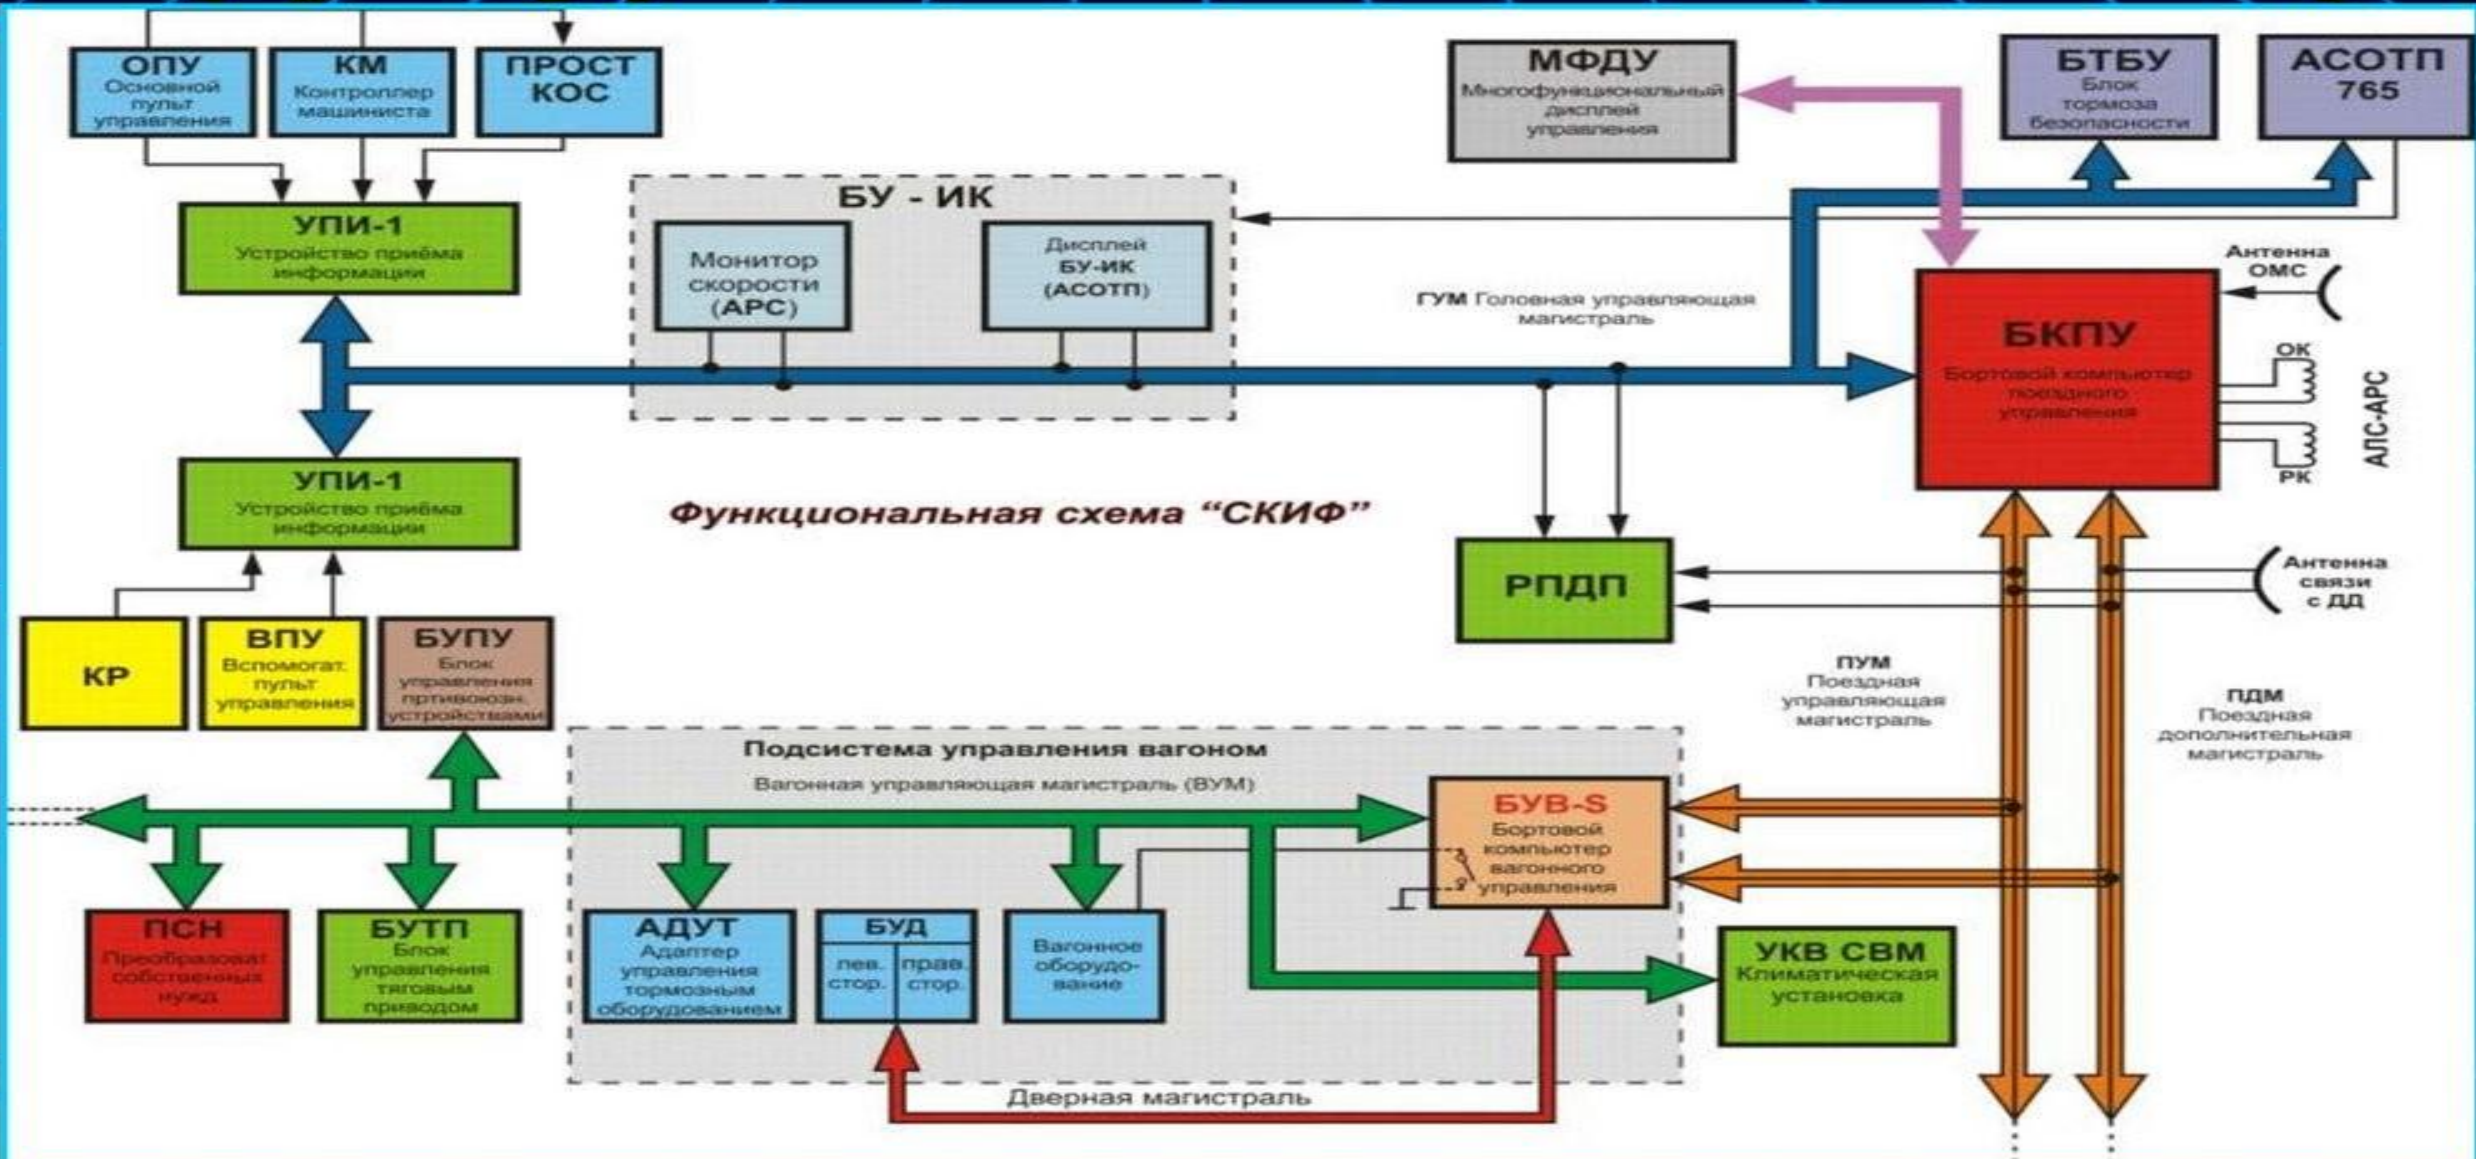 ОПУ
Основной
пульт
управления
КМ
Контроллер
машиниста
ПРОСТ
КОС
МФДУ
Многофункциональный
дисплей
управления
БТБУ
Блок
тормоза
безопасности
АСОТП
765
УПИ-1
Устройство приёма
информации
БУ - ИК
Монитор
скорости
(АРС)
Дисплей
БУ-ИК
(АСОТП)
ГУМ Головная управляющая
магистраль
Антенна
ОМС
БКПУ
Бортовой компьютер
поездного
управления
ОК
РК
АЛС-АРС
УПИ-1
Устройство приёма
информации
Функциональная схема “СКИФ”
РПДП
Антенна
связи
с ДД
КР
ВПУ
Вспомогат.
пульт
управления
БУПУ
Блок
управления
пртивоюзн.
устройствами
ПУМ
Поездная
управляющая
магистраль
ПДМ
Поездная
дополнительная
магистраль
Подсистема управления вагоном
Вагонная управляющая магистраль (ВУМ)
БУВ-S
Бортовой
компьютер
вагонного
управления
ПСН
Преобразоват.
собственных
нужд
БУТП
Блок
управления
тяговым
приводом
АДУТ
Адаптер
управления
тормозным
оборудованием
БУД
лев.
стор.
прав.
стор.
Вагонное
оборудо-
вание
УКВ СВМ
Климатическая
установка
Дверная магистраль